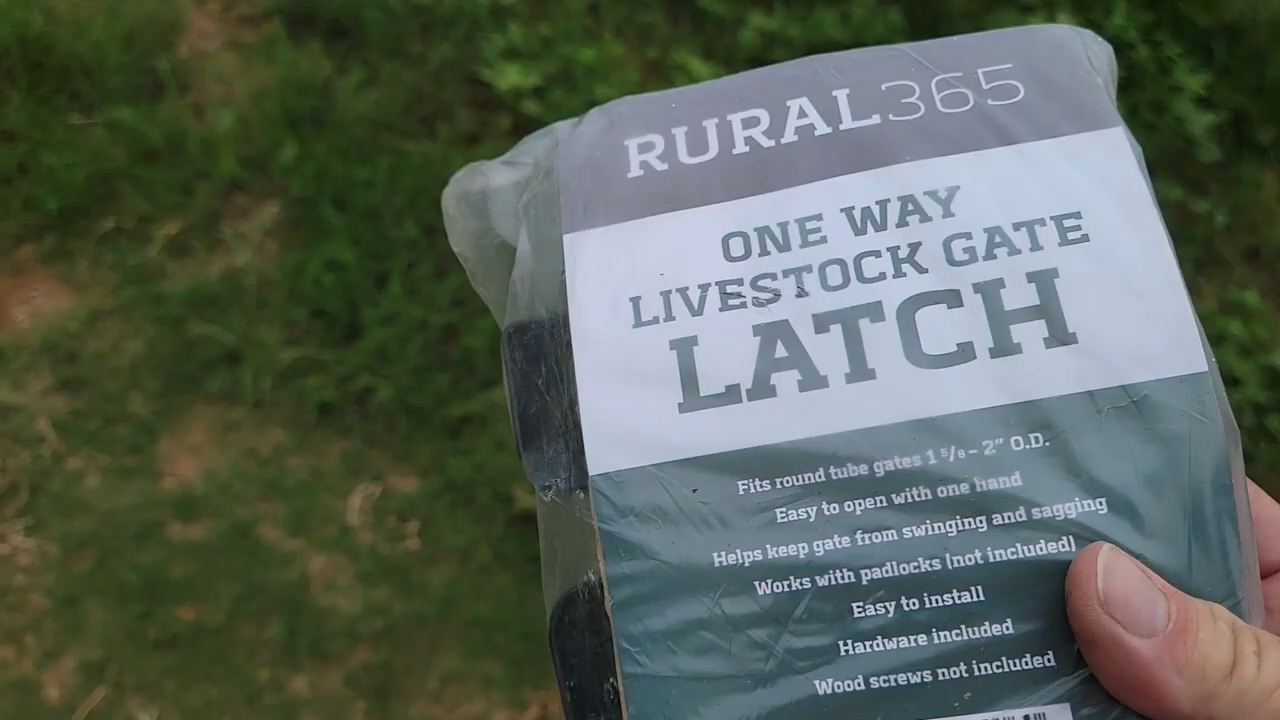 RURAL365
ONE WAY
LIVESTOCK GATE
LATCH
Fits round tube gates 1 5/8 – 2" O.D.
Easy to open with one hand
Helps keep gate from swinging and sagging
Works with padlocks (not included)
Easy to install
Hardware included
Wood screws not included